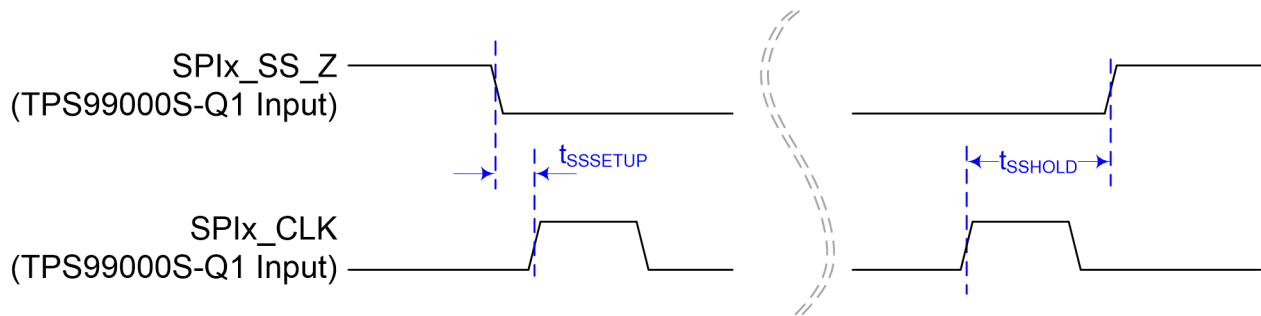 SPIx_SS_Z
(TPS99000S-Q1 Input)
tSSSETUP
tSSHOLD
SPIx_CLK
(TPS99000S-Q1 Input)